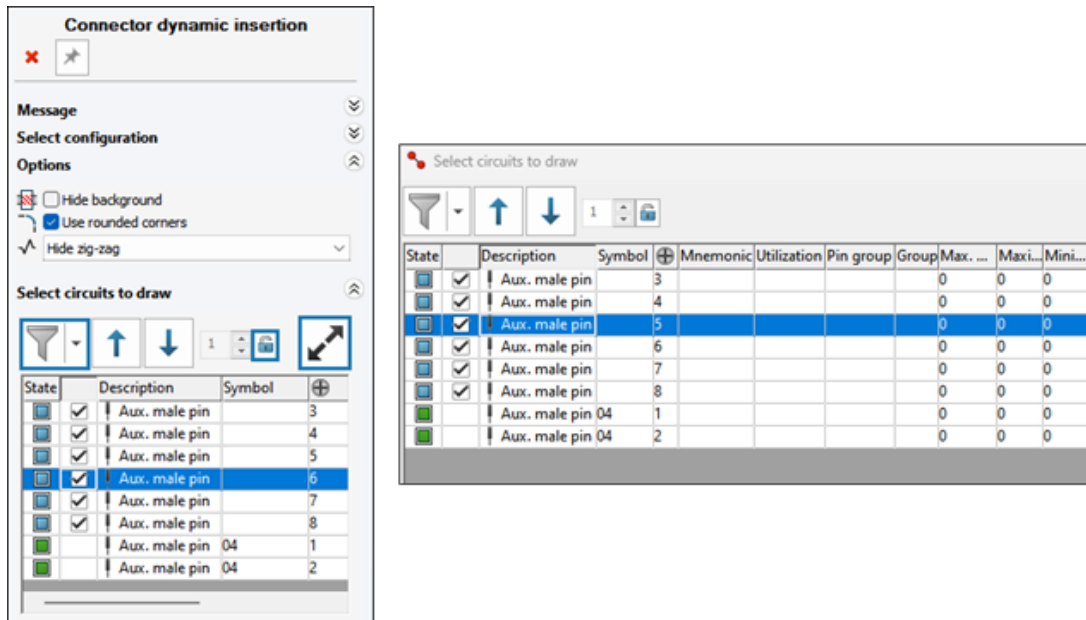 Connector dynamic insertion
Message
Select configuration
Options
Hide background
Use rounded corners
Hide zig-zag
Select circuits to draw
1
State Description Symbol
Aux. male pin 3
Aux. male pin 4
Aux. male pin 5
Aux. male pin 6
Aux. male pin 7
Aux. male pin 8
Aux. male pin 04 1
Aux. male pin 04 2
Select circuits to draw
1
State Description Symbol Mnemonic Utilization Pin group Group Max. ... Maxi... Mini...
Aux. male pin 3 0 0 0
Aux. male pin 4 0 0 0
Aux. male pin 5 0 0 0
Aux. male pin 6 0 0 0
Aux. male pin 7 0 0 0
Aux. male pin 8 0 0 0
Aux. male pin 04 1 0 0 0
Aux. male pin 04 2 0 0 0